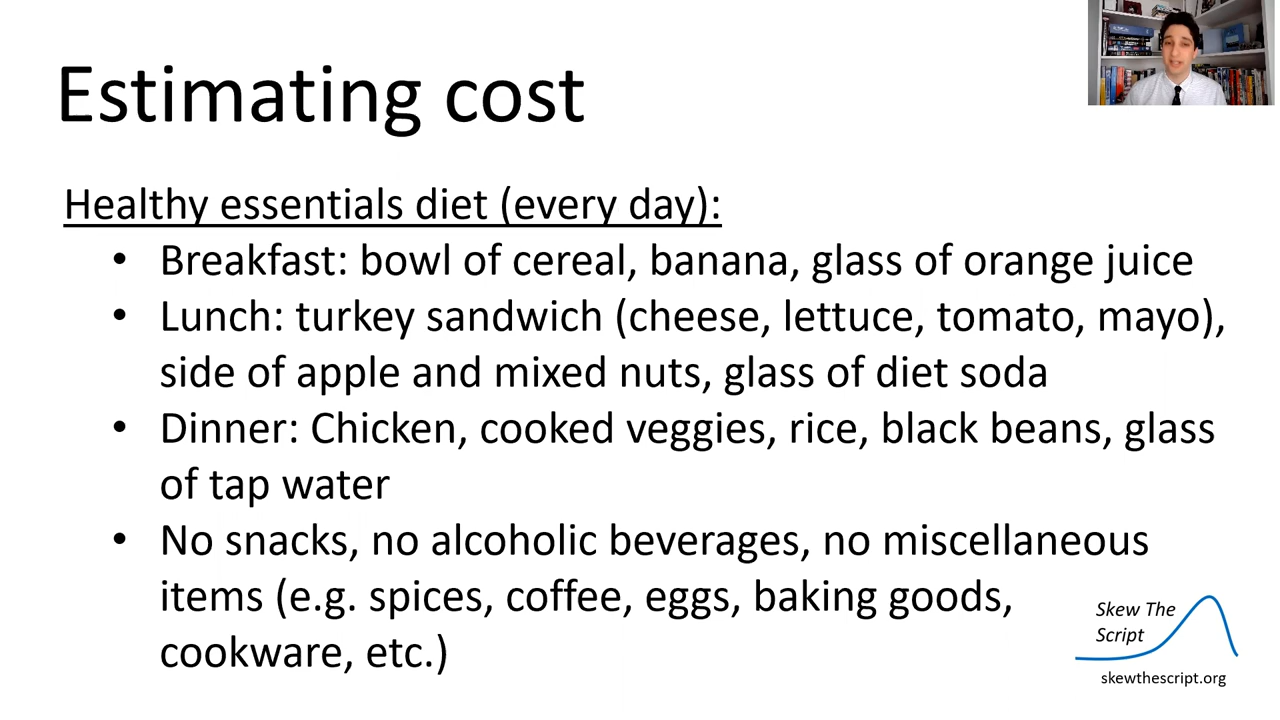 Estimating cost
Healthy essentials diet (every day):
• Breakfast: bowl of cereal, banana, glass of orange juice
• Lunch: turkey sandwich (cheese, lettuce, tomato, mayo),
side of apple and mixed nuts, glass of diet soda
• Dinner: Chicken, cooked veggies, rice, black beans, glass
of tap water
• No snacks, no alcoholic beverages, no miscellaneous
items (e.g. spices, coffee, eggs, baking goods,
cookware, etc.)
Skew The
Script
skewthescript.org